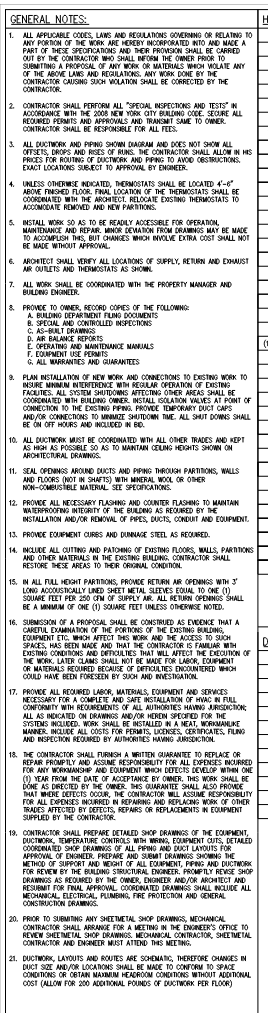 GENERAL NOTES:
1. ALL APPLICABLE CODES, LAWS AND REGULATIONS GOVERNING OR RELATING TO
ANY PORTION OF THE WORK ARE HEREBY INCORPORATED INTO AND MADE A
PART OF THESE SPECIFICATIONS AND THEIR PROVISION SHALL BE CARRIED
OUT BY THE CONTRACTOR WHO SHALL INFORM THE OWNER PRIOR TO
SUBMITTING A PROPOSAL OF ANY WORK OR MATERIALS WHICH VIOLATE ANY
OF THE ABOVE LAWS AND REGULATIONS. ANY WORK DONE BY THE
CONTRACTOR CAUSING SUCH VIOLATION SHALL BE CORRECTED BY THE
CONTRACTOR.
2. CONTRACTOR SHALL PERFORM ALL "SPECIAL INSPECTIONS AND TESTS" IN
ACCORDANCE WITH THE 2008 NEW YORK CITY BUILDING CODE. SECURE ALL
REQUIRED PERMITS AND APPROVALS AND TRANSMIT SAME TO OWNER.
CONTRACTOR SHALL BE RESPONSIBLE FOR ALL FEES.
3. ALL DUCTWORK AND PIPING SHOWN DIAGRAM AND DOES NOT SHOW ALL
OFFSETS, DROPS AND RISES OF RUNS. THE CONTRACTOR SHALL ALLOW IN HIS
PRICES FOR ROUTING OF DUCTWORK AND PIPING TO AVOID OBSTRUCTIONS.
EXACT LOCATIONS SUBJECT TO APPROVAL BY ENGINEER.
4. UNLESS OTHERWISE INDICATED, THERMOSTATS SHALL BE LOCATED 4'-6"
ABOVE FINISHED FLOOR. FINAL LOCATION OF THE THERMOSTATS SHALL BE
COORDINATED WITH THE ARCHITECT. RELOCATE EXISTING THERMOSTATS TO
ACCOMODATE REMOVED AND NEW PARTITIONS.
5. INSTALL WORK SO AS TO BE READILY ACCESSIBLE FOR OPERATION,
MAINTENANCE AND REPAIR. MINOR DEVIATION FROM DRAWINGS MAY BE MADE
TO ACCOMPLISH THIS, BUT CHANGES WHICH INVOLVE EXTRA COST SHALL NOT
BE MADE WITHOUT APPROVAL.
6. ARCHITECT SHALL VERIFY ALL LOCATIONS OF SUPPLY, RETURN AND EXHAUST
AIR OUTLETS AND THERMOSTATS AS SHOWN.
7. ALL WORK SHALL BE COORDINATED WITH THE PROPERTY MANAGER AND
BUILDING ENGINEER.
8. PROVIDE TO OWNER, RECORD COPIES OF THE FOLLOWING:
A. BUILDING DEPARTMENT FILING DOCUMENTS
B. SPECIAL AND CONTROLLED INSPECTIONS
C. AS-BUILT DRAWINGS
D. AIR BALANCE REPORTS
E. OPERATING AND MAINTENANCE MANUALS
F. EQUIPMENT USE PERMITS
G. ALL WARRANTIES AND GUARANTEES
9. PLAN INSTALLATION OF NEW WORK AND CONNECTIONS TO EXISTING WORK TO
INSURE MINIMUM INTERFERENCE WITH REGULAR OPERATION OF EXISTING
FACILITIES. ALL SYSTEM SHUTDOWNS AFFECTING OTHER AREAS SHALL BE
COORDINATED WITH BUILDING OWNER. INSTALL ISOLATION VALVES AT POINT OF
CONNECTION TO THE EXISTING PIPING. PROVIDE TEMPORARY DUCT CAPS
AND/OR CONNECTIONS TO MINIMIZE SHUTDOWN TIME. ALL SHUT DOWNS SHALL
BE ON OFF HOURS AND INCLUDED IN BID.
10. ALL DUCTWORK MUST BE COORDINATED WITH ALL OTHER TRADES AND KEPT
AS HIGH AS POSSIBLE SO AS TO MAINTAIN CEILING HEIGHTS SHOWN ON
ARCHITECTURAL DRAWINGS.
11. SEAL OPENINGS AROUND DUCTS AND PIPING THROUGH PARTITIONS, WALLS
AND FLOORS (NOT IN SHAFTS) WITH MINERAL WOOL OR OTHER
NON-COMBUSTIBLE MATERIAL. SEE SPECIFICATIONS.
12. PROVIDE ALL NECESSARY FLASHING AND COUNTER FLASHING TO MAINTAIN
WATERPROOFING INTEGRITY OF THE BUILDING AS REQUIRED BY THE
INSTALLATION AND/OR REMOVAL OF PIPES, DUCTS, CONDUIT AND EQUIPMENT.
13. PROVIDE EQUIPMENT CURBS AND DUNNAGE STEEL AS REQUIRED.
14. INCLUDE ALL CUTTING AND PATCHING OF EXISTING FLOORS, WALLS, PARTITIONS
AND OTHER MATERIALS IN THE EXISTING BUILDING. CONTRACTOR SHALL
RESTORE THESE AREAS TO THEIR ORIGINAL CONDITION.
15. IN ALL FULL HEIGHT PARTITIONS, PROVIDE RETURN AIR OPENINGS WITH 3'
LONG ACCOUSTICALLY LINED SHEET METAL SLEEVES EQUAL TO ONE (1)
SQUARE FEET PER 250 CFM OF SUPPLY AIR. ALL RETURN OPENINGS SHALL
BE A MINIMUM OF ONE (1) SQUARE FEET UNLESS OTHERWISE NOTED.
16. SUBMISSION OF A PROPOSAL SHALL BE CONSTRUED AS EVIDENCE THAT A
CAREFUL EXAMINATION OF THE PORTIONS OF THE EXISTING BUILDING,
EQUIPMENT ETC. WHICH AFFECT THIS WORK AND THE ACCESS TO SUCH
SPACES, HAS BEEN MADE AND THAT THE CONTRACTOR IS FAMILIAR WITH
EXISTING CONDITIONS AND DIFFICULTIES THAT WILL AFFECT THE EXECUTION OF
THE WORK. LATER CLAIMS SHALL NOT BE MADE FOR LABOR, EQUIPMENT
OR MATERIALS REQUIRED BECAUSE OF DIFFICULTIES ENCOUNTERED WHICH
COULD HAVE BEEN FORESEEN BY SUCH AND INVESTIGATION.
17. PROVIDE ALL REQUIRED LABOR, MATERIALS, EQUIPMENT AND SERVICES
NECESSARY FOR A COMPLETE AND SAFE INSTALLATION OF HVAC IN FULL
CONFORMITY WITH REQUIREMENTS OF ALL AUTHORITIES HAVING JURISDICTION;
ALL AS INDICATED ON DRAWINGS AND/OR HEREIN SPECIFIED FOR THE
SYSTEMS INCLUDED. WORK SHALL BE INSTALLED IN A NEAT, WORKMANLIKE
MANNER. INCLUDE ALL COSTS FOR PERMITS, LICENSES, CERTIFICATES, FILING
AND INSPECTION REQUIRED BY AUTHORITIES HAVING JURISDICTION.
18. THE CONTRACTOR SHALL FURNISH A WRITTEN GUARANTEE TO REPLACE OR
REPAIR PROMPTLY AND ASSUME RESPONSIBILITY FOR ALL EXPENSES INCURRED
FOR ANY WORKMANSHIP AND EQUIPMENT WHICH DEFECTS DEVELOP WITHIN ONE
(1) YEAR FROM THE DATE OF ACCEPTANCE BY OWNER. THIS WORK SHALL BE
DONE AS DIRECTED BY THE OWNER. THIS GUARANTEE SHALL ALSO PROVIDE
THAT WHERE DEFECTS OCCUR, THE CONTRACTOR WILL ASSUME RESPONSIBILITY
FOR ALL EXPENSES INCURRED IN REPAIRING AND REPLACING WORK OF OTHER
TRADES AFFECTED BY DEFECTS, REPAIRS OR REPLACEMENTS IN EQUIPMENT
SUPPLIED BY THE CONTRACTOR.
19. CONTRACTOR SHALL PREPARE DETAILED SHOP DRAWINGS OF THE EQUIPMENT,
DUCTWORK, TEMPERATURE CONTROLS WITH WIRING, EQUIPMENT CUTS, DETAILED
COORDINATED SHOP DRAWINGS OF ALL PIPING AND DUCT LAYOUTS FOR
APPROVAL OF ENGINEER. PREPARE AND SUBMIT DRAWINGS SHOWING THE
METHOD OF SUPPORT AND WEIGHT OF ALL EQUIPMENT, PIPING AND DUCTWORK
FOR REVIEW BY THE BUILDING STRUCTURAL ENGINEER. PROMPTLY REVISE SHOP
DRAWINGS AS REQUIRED BY THE OWNER, ENGINEER AND/OR ARCHITECT AND
RESUBMIT FOR FINAL APPROVAL. COORDINATED DRAWINGS SHALL INCLUDE ALL
MECHANICAL, ELECTRICAL, PLUMBING, FIRE PROTECTION AND GENERAL
CONSTRUCTION DRAWINGS.
20. PRIOR TO SUBMITING ANY SHEETMETAL SHOP DRAWINGS, MECHANICAL
CONTRACTOR SHALL ARRANGE FOR A MEETING IN THE ENGINEER'S OFFICE TO
REVIEW SHEETMETAL SHOP DRAWINGS. MECHANICAL CONTRACTOR, SHEETMETAL
CONTRACTOR AND ENGINEER MUST ATTEND THIS MEETING.
21. DUCTWORK, LAYOUTS AND ROUTES ARE SCHEMATIC, THEREFORE CHANGES IN
DUCT SIZE AND/OR LOCATIONS SHALL BE MADE TO CONFORM TO SPACE
CONDITIONS OR OBTAIN MAXIMUM HEADROOM CONDITIONS WITHOUT ADDITIONAL
COST (ALLOW FOR 200 ADDITIONAL POUNDS OF DUCTWORK PER FLOOR)